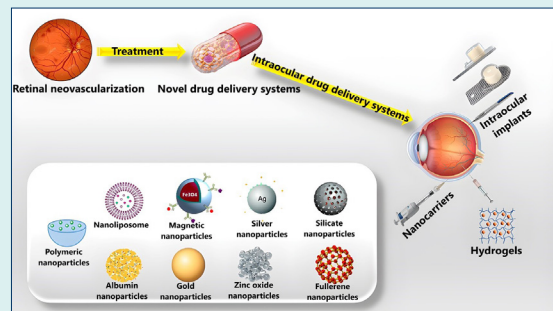 Treatment
Retinal neovascularization
Novel drug delivery systems
Intraocular drug delivery systems
Intraocular
implants
Nanocarriers
Hydrogels
Nanoliposome
Fe3O4
Magnetic
nanoparticles
Ag
Silver
nanoparticles
Silicate
nanoparticles
Polymeric
nanoparticles
Albumin
nanoparticles
Gold
nanoparticles
Zinc oxide
nanoparticles
Fullerene
nanoparticles